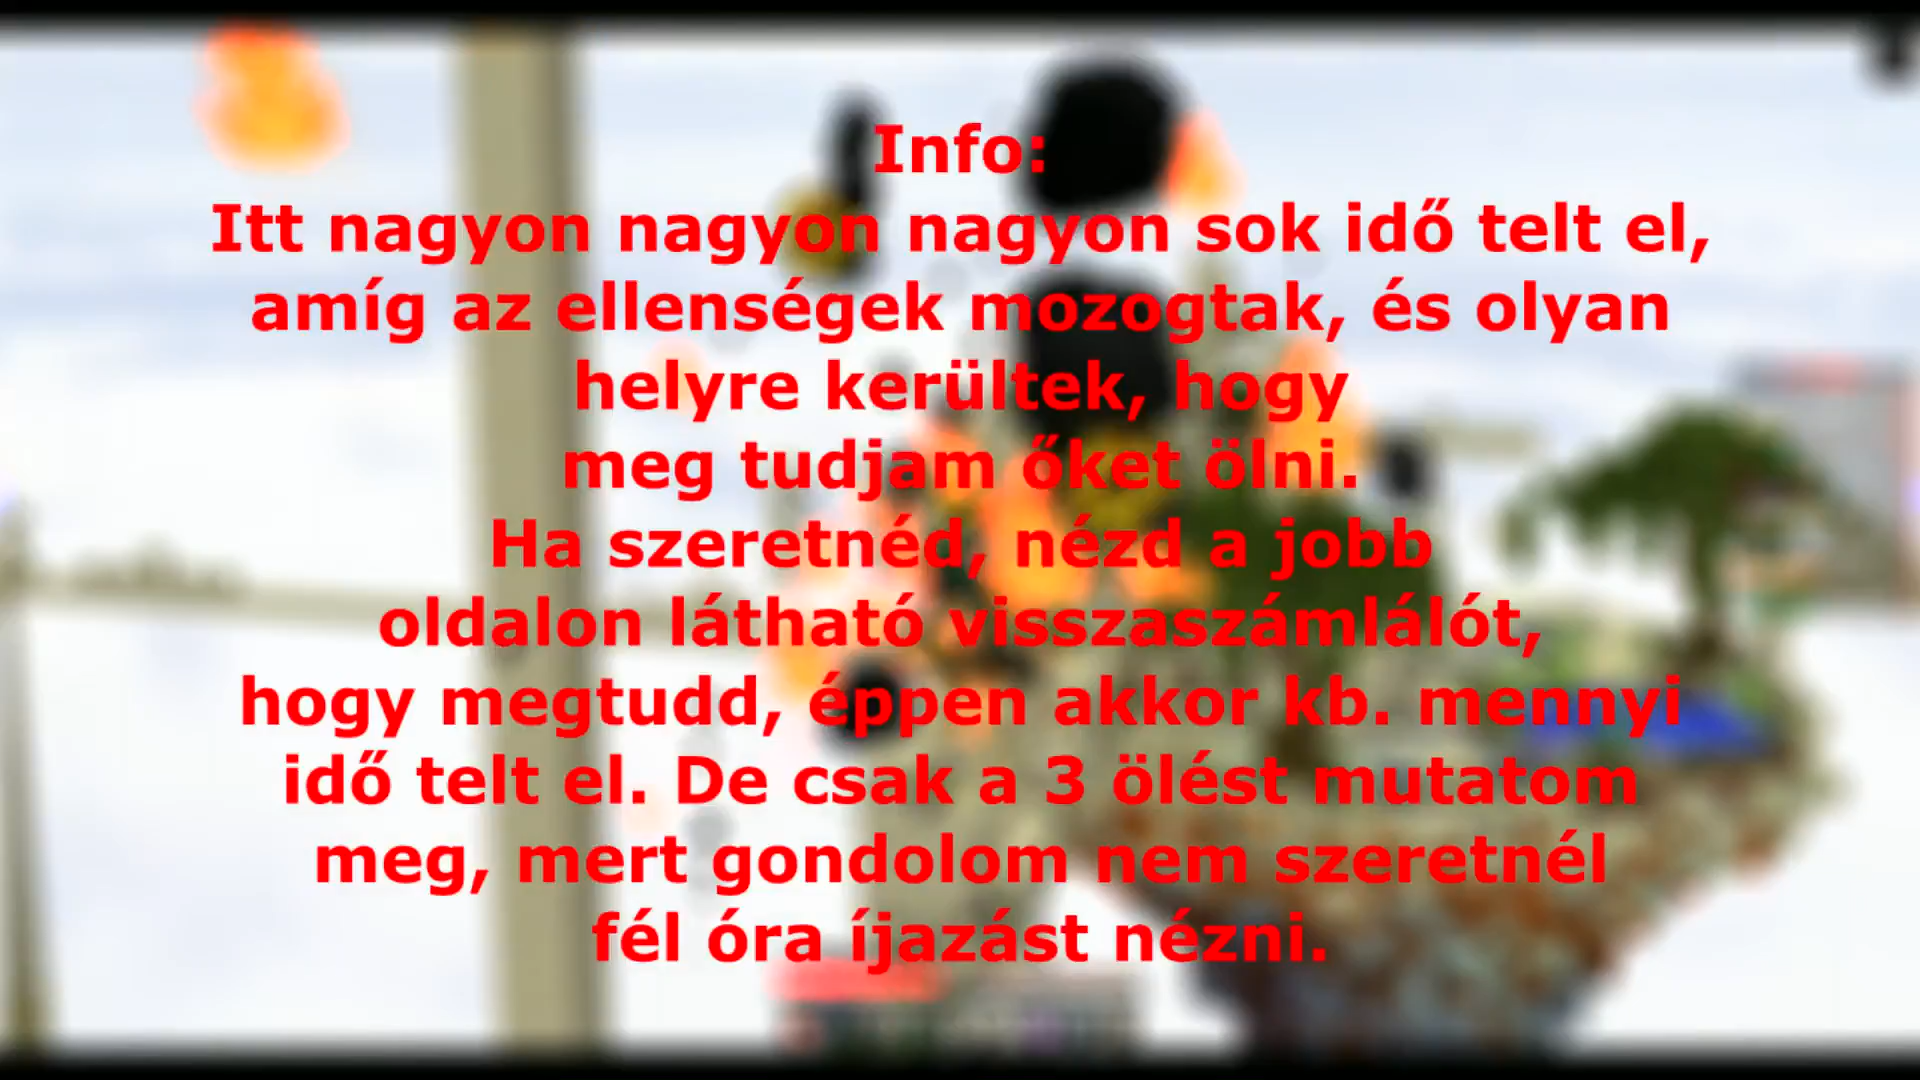 Info:
Itt nagyon nagyon nagyon sok idő telt el,
amíg az ellenségek mozogtak, és olyan
helyre kerültek, hogy
meg tudjam őket ölni.
Ha szeretnéd, nézd a jobb
oldalon látható visszaszámlálót,
hogy megtudd, éppen akkor kb. mennyi
idő telt el. De csak a 3 ölést mutatom
meg, mert gondolom nem szeretnél
fél óra íjazást nézni.